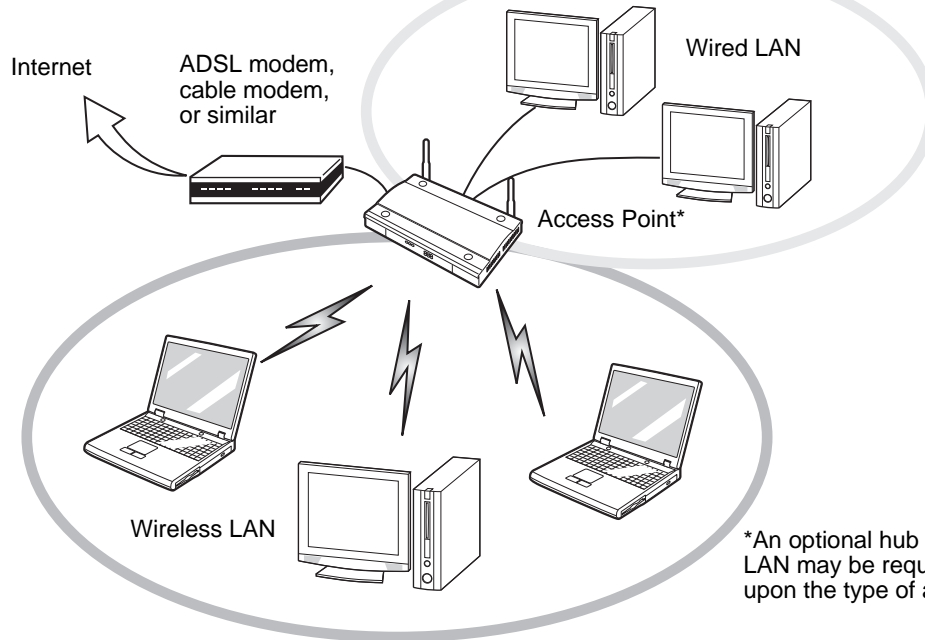 Internet
ADSL modem,
cable modem,
or similar
Wired LAN
Access Point*
Wireless LAN
*An optional hub
LAN may be
upon the type of